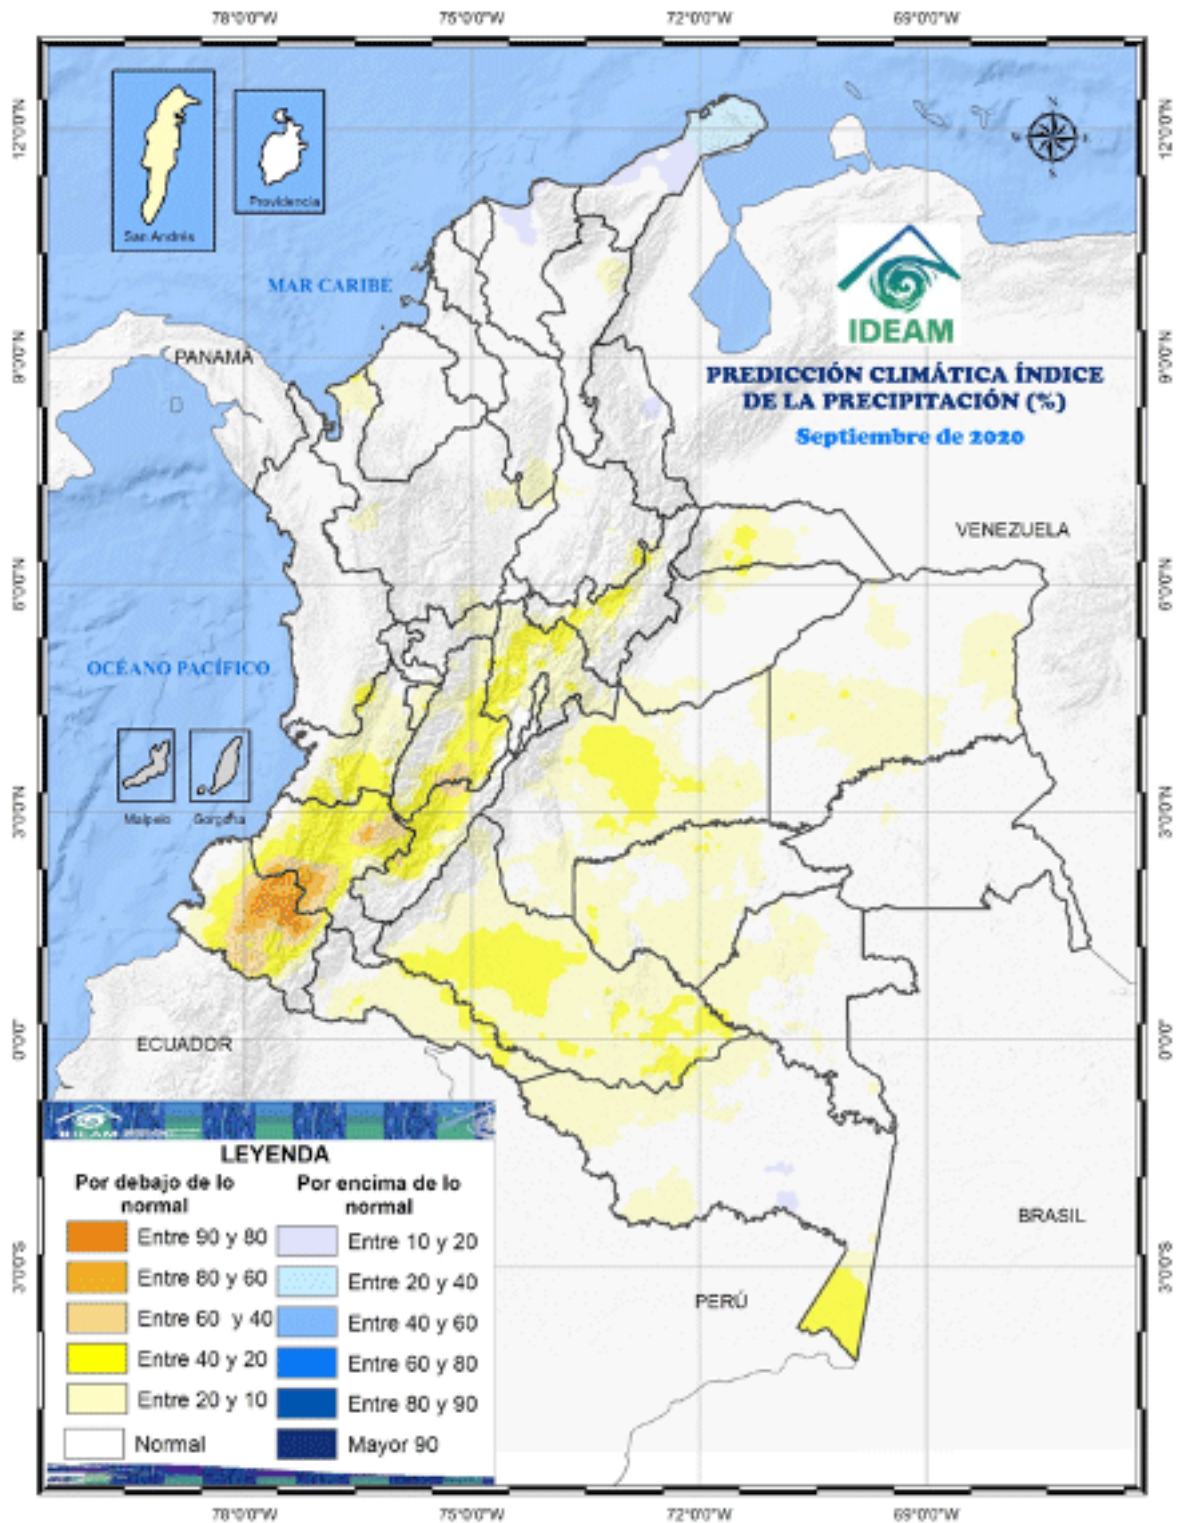 78°0'0"W
75°0'0"W
72°0'0"W
69°0'0"W
12°0'0"N
12°0'0"N
San Andrés
Providencia
MAR CARIBE
IDEAM
9°0'0"N
9°0'0"N
PANAMÁ
PREDICCIÓN CLIMÁTICA ÍNDICE
DE LA PRECIPITACIÓN (%)
Septiembre de 2020
VENEZUELA
6°0'0"N
6°0'0"N
OCÉANO PACÍFICO
Malpelo
Gorgona
3°0'0"N
3°0'0"N
ECUADOR
0°0'0"
0°0'0"
IDEAM
LEYENDA
Por debajo de lo
normal
Por encima de lo
normal
Entre 90 y 80
Entre 10 y 20
Entre 80 y 60
Entre 20 y 40
Entre 60 y 40
Entre 40 y 60
Entre 40 y 20
Entre 60 y 80
Entre 20 y 10
Entre 80 y 90
Normal
Mayor 90
BRASIL
PERÚ
3°0'0"S
3°0'0"S
78°0'0"W
75°0'0"W
72°0'0"W
69°0'0"W